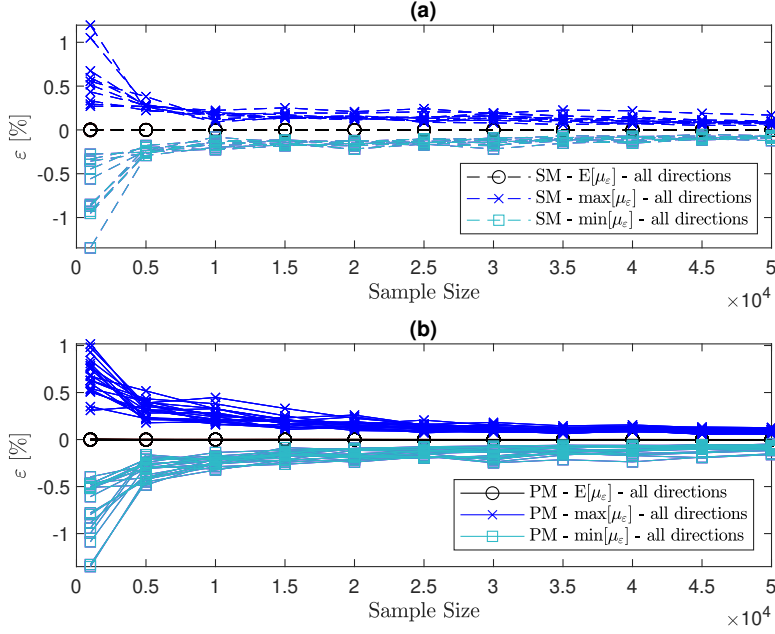 (a)
1
0.5
0
-0.5
-1
ε [%]
SM - E[μ_ε] - all directions
SM - max[μ_ε] - all directions
SM - min[μ_ε] - all directions
0 0.5 1 1.5 2 2.5 3 3.5 4 4.5 5
Sample Size
×10^4
(b)
1
0.5
0
-0.5
-1
ε [%]
PM - E[μ_ε] - all directions
PM - max[μ_ε] - all directions
PM - min[μ_ε] - all directions
0 0.5 1 1.5 2 2.5 3 3.5 4 4.5 5
Sample Size
×10^4